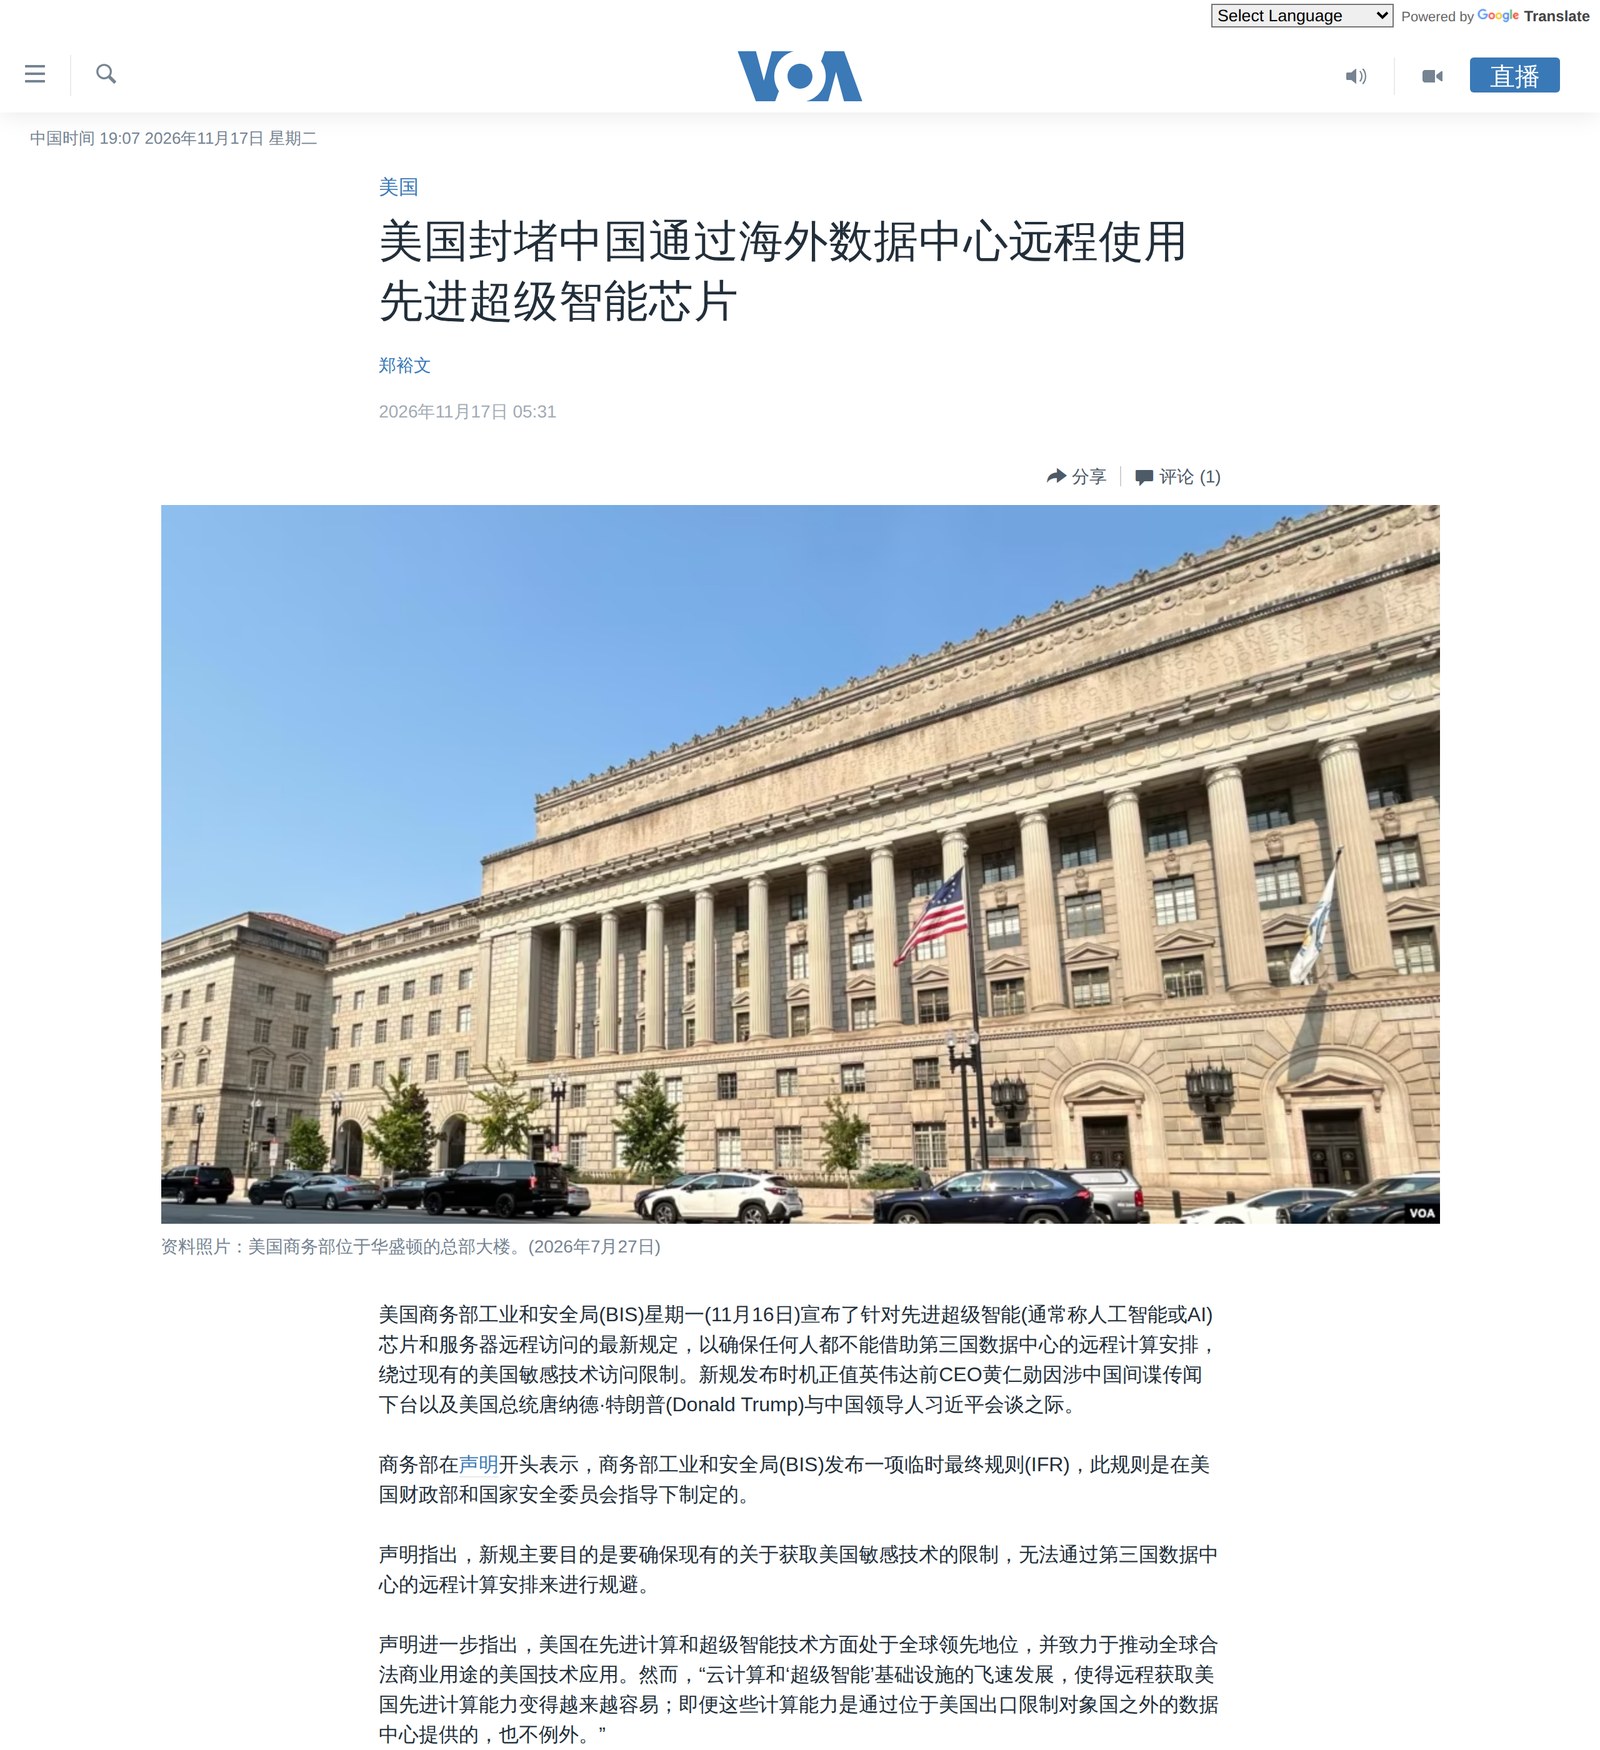 Select Language
Powered by Google Translate
VOA
直播
中国时间 19:07 2026年11月17日 星期二
美国
美国封堵中国通过海外数据中心远程使用
先进超级智能芯片
郑裕文
2026年11月17日 05:31
分享
评论 (1)
VOA
资料照片：美国商务部位于华盛顿的总部大楼。(2026年7月27日)
美国商务部工业和安全局(BIS)星期一(11月16日)宣布了针对先进超级智能(通常称人工智能或AI)
芯片和服务器远程访问的最新规定，以确保任何人都不能借助第三国数据中心的远程计算安排，
绕过现有的美国敏感技术访问限制。新规发布时机正值英伟达前CEO黄仁勋因涉中国间谍传闻
下台以及美国总统唐纳德·特朗普(Donald Trump)与中国领导人习近平会谈之际。
商务部在声明开头表示，商务部工业和安全局(BIS)发布一项临时最终规则(IFR)，此规则是在美
国财政部和国家安全委员会指导下制定的。
声明指出，新规主要目的是要确保现有的关于获取美国敏感技术的限制，无法通过第三国数据中
心的远程计算安排来进行规避。
声明进一步指出，美国在先进计算和超级智能技术方面处于全球领先地位，并致力于推动全球合
法商业用途的美国技术应用。然而，“云计算和‘超级智能’基础设施的飞速发展，使得远程获取美
国先进计算能力变得越来越容易；即便这些计算能力是通过位于美国出口限制对象国之外的数据
中心提供的，也不例外。”